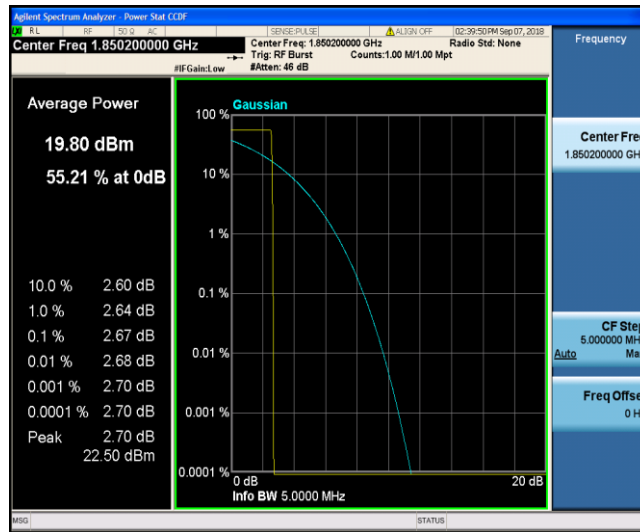 Agilent Spectrum Analyzer - Power Stat CCDF
RL RF 50 Ω AC SENSE:PULSE ALIGN OFF 02:39:50 PM Sep 07, 2018
Center Freq 1.850200000 GHz
Center Freq: 1.850200000 GHz Radio Std: None
Trig: RF Burst Counts:1.00 M/1.00 Mpt
#IFGain:Low #Atten: 46 dB
Frequency
Average Power
19.80 dBm
55.21 % at 0dB
10.0 % 2.60 dB
1.0 % 2.64 dB
0.1 % 2.67 dB
0.01 % 2.68 dB
0.001 % 2.70 dB
0.0001 % 2.70 dB
Peak 2.70 dB
22.50 dBm
Gaussian
100 %
10 %
1 %
0.1 %
0.01 %
0.001 %
0.0001 %
0 dB 20 dB
Info BW 5.0000 MHz
Center Fre
1.850200000 GH
CF Step
5.000000 MH
Auto Ma
Freq Offse
0 H
MSG STATUS